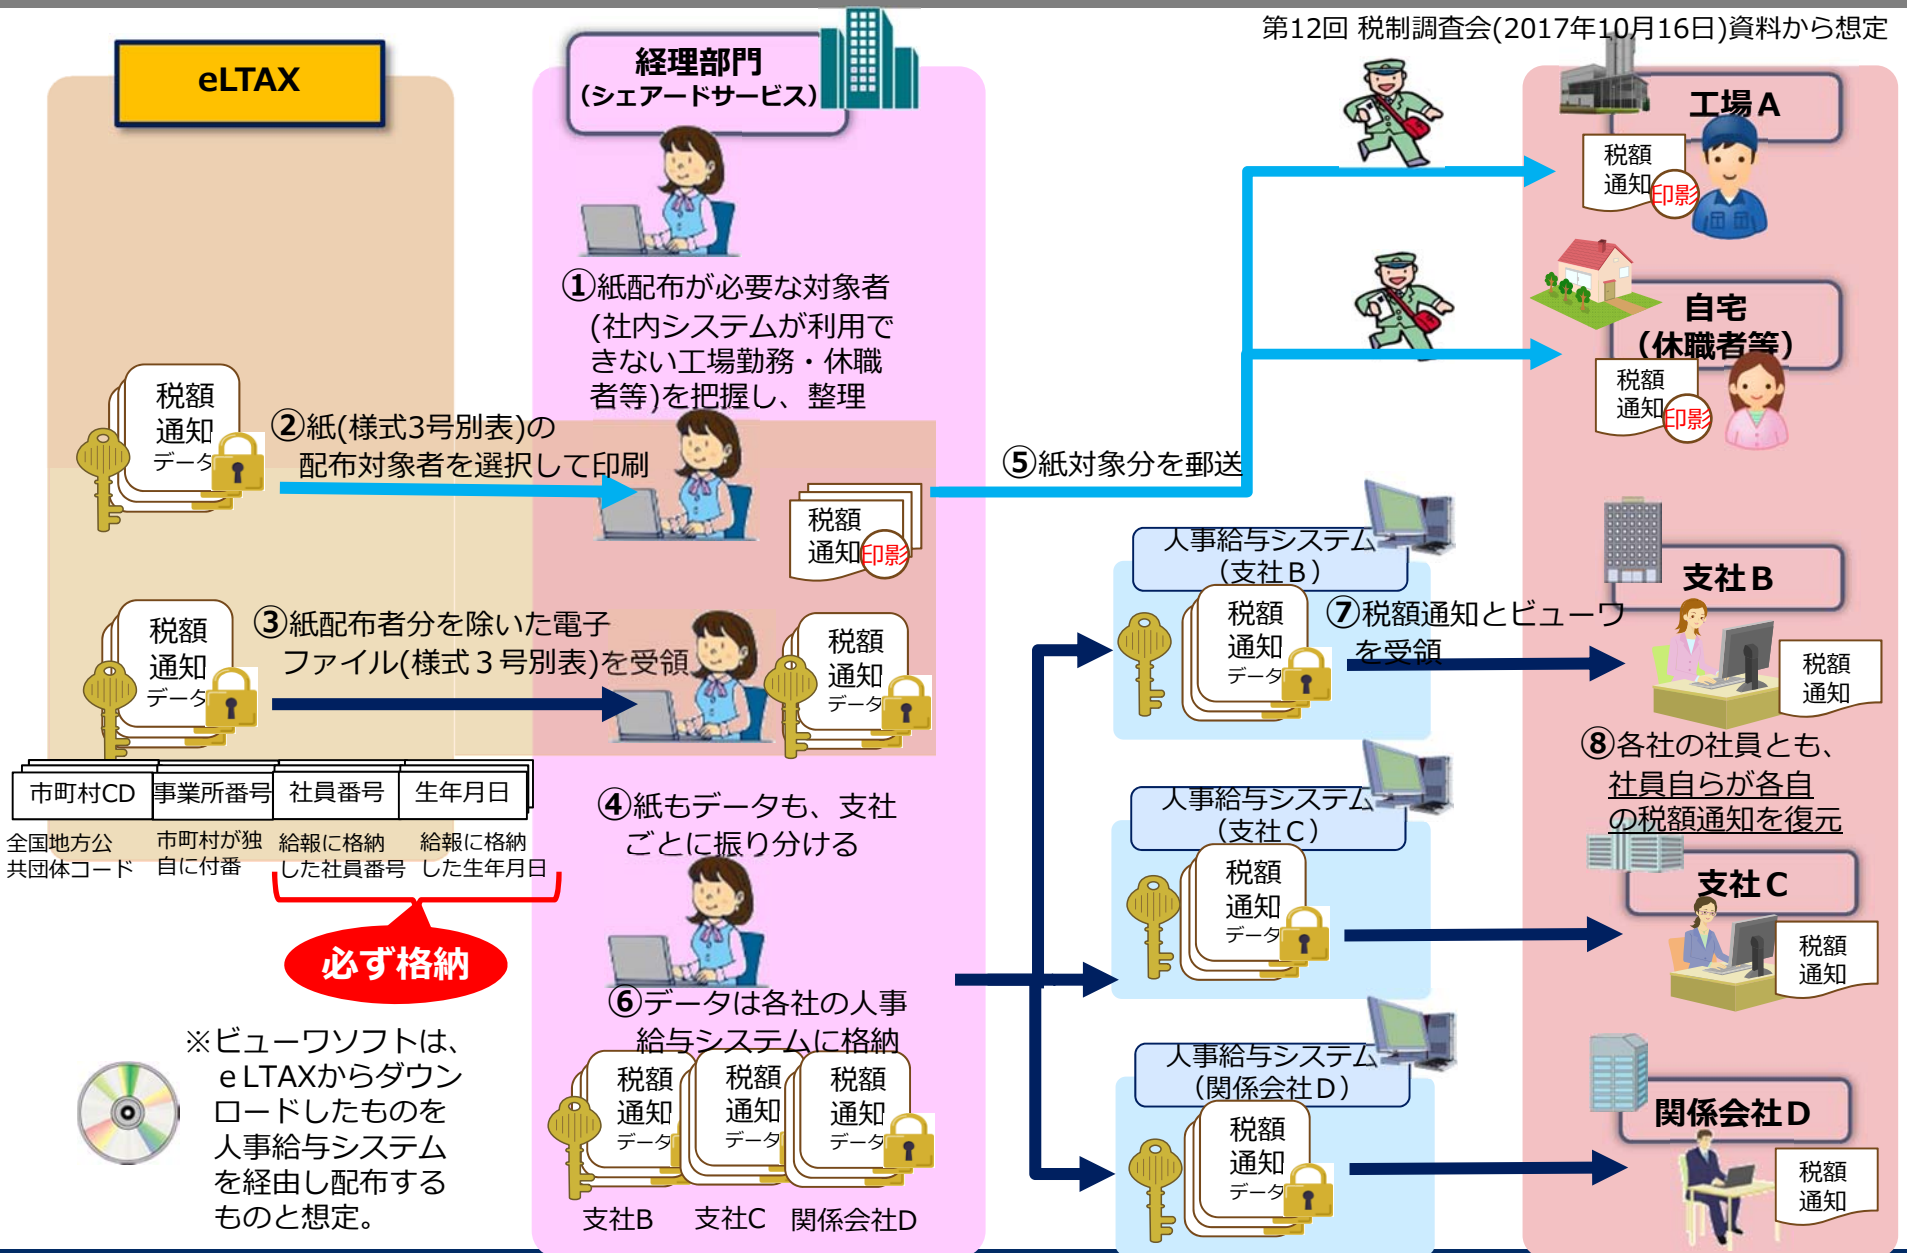 第12回 税制調査会(2017年10月16日)資料から想定
eLTAX
経理部門
（シェアードサービス）
①紙配布が必要な対象者
(社内システムが利用で
きない工場勤務・休職
者等)を把握し、整理
税額
通知
データ
②紙(様式3号別表)の
配布対象者を選択して印刷
税額
通知
印影
⑤紙対象分を郵送
工場A
税額
通知
印影
自宅
（休職者等）
税額
通知
印影
税額
通知
データ
③紙配布者分を除いた電子
ファイル(様式３号別表)を受領
税額
通知
データ
市町村CD
事業所番号
社員番号
生年月日
全国地方公
共団体コード
市町村が独
自に付番
給報に格納
した社員番号
給報に格納
した生年月日
必ず格納
④紙もデータも、支社
ごとに振り分ける
⑥データは各社の人事
給与システムに格納
税額
通知
データ
税額
通知
データ
税額
通知
データ
支社B
支社C
関係会社D
※ビューワソフトは、
ｅLTAXからダウン
ロードしたものを
人事給与システム
を経由し配布する
ものと想定。
人事給与システム
（支社Ｂ）
税額
通知
データ
⑦税額通知とビューワ
を受領
支社Ｂ
税額
通知
⑧各社の社員とも、
社員自らが各自
の税額通知を復元
人事給与システム
（支社Ｃ）
税額
通知
データ
支社Ｃ
税額
通知
人事給与システム
（関係会社Ｄ）
税額
通知
データ
関係会社D
税額
通知